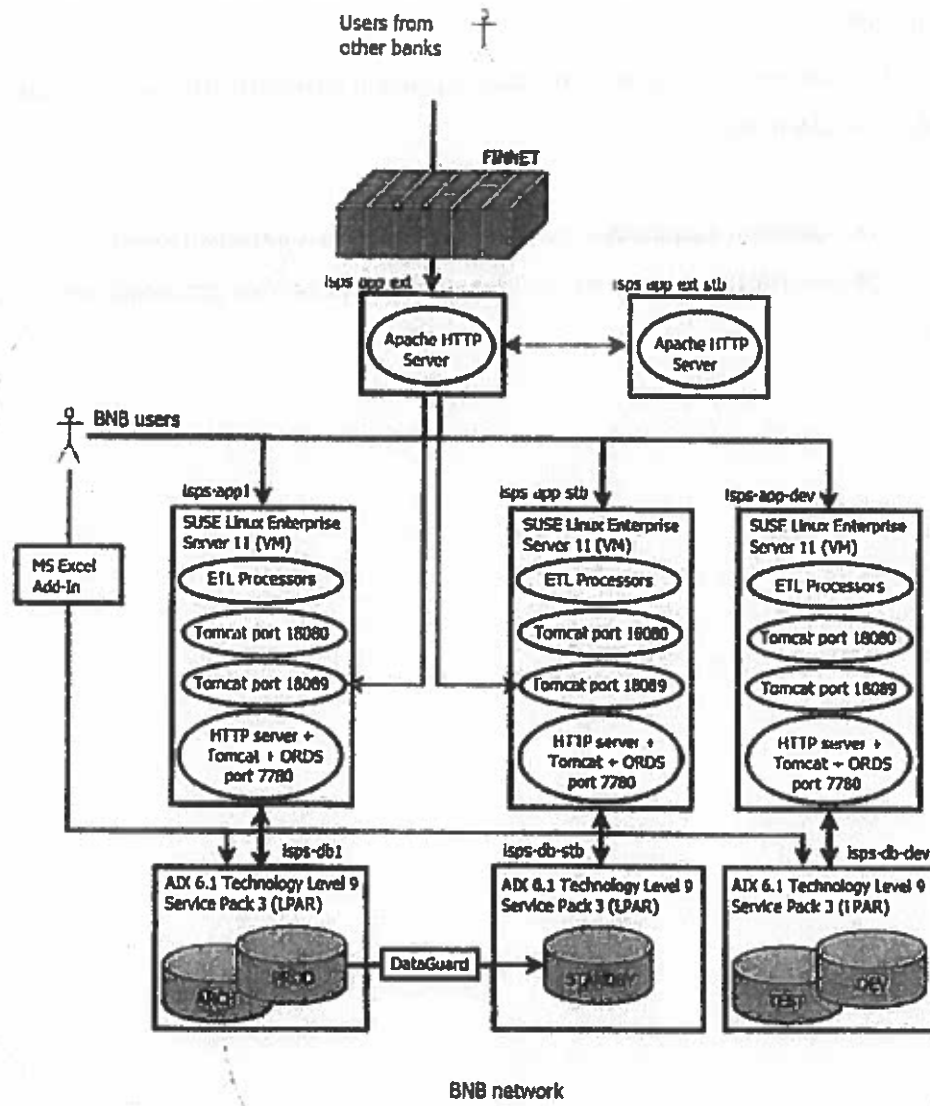 Users from
other banks
FINNET
isps app ext
isps app ext stb
Apache HTTP
Server
Apache HTTP
Server
BNB users
isps-app1
isps app stb
isps-app-dev
SUSE Linux Enterprise
Server 11 (VM)
SUSE Linux Enterprise
Server 11 (VM)
SUSE Linux Enterprise
Server 11 (VM)
MS Excel
Add-In
ETL Processors
ETL Processors
ETL Processors
Tomcat port 18080
Tomcat port 18080
Tomcat port 18080
Tomcat port 18089
Tomcat port 18089
Tomcat port 18089
HTTP server +
Tomcat + ORDS
port 7780
HTTP server +
Tomcat + ORDS
port 7780
HTTP server +
Tomcat + ORDS
port 7780
isps-db1
isps-db-stb
isps-db-dev
AIX 6.1 Technology Level 9
Service Pack 3 (LPAR)
AIX 6.1 Technology Level 9
Service Pack 3 (LPAR)
AIX 6.1 Technology Level 9
Service Pack 3 (LPAR)
ARCH
PROD
DataGuard
STANDBY
TEST
DEV
BNB network